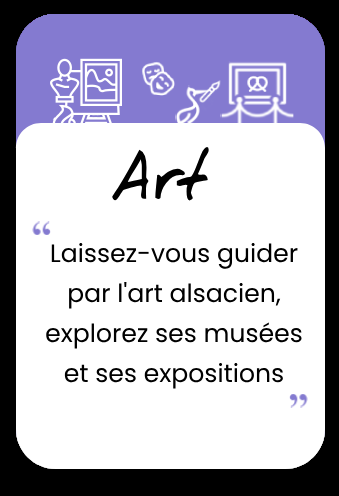 Art
“
Laissez-vous guider
par l'art alsacien,
explorez ses musées
et ses expositions
”